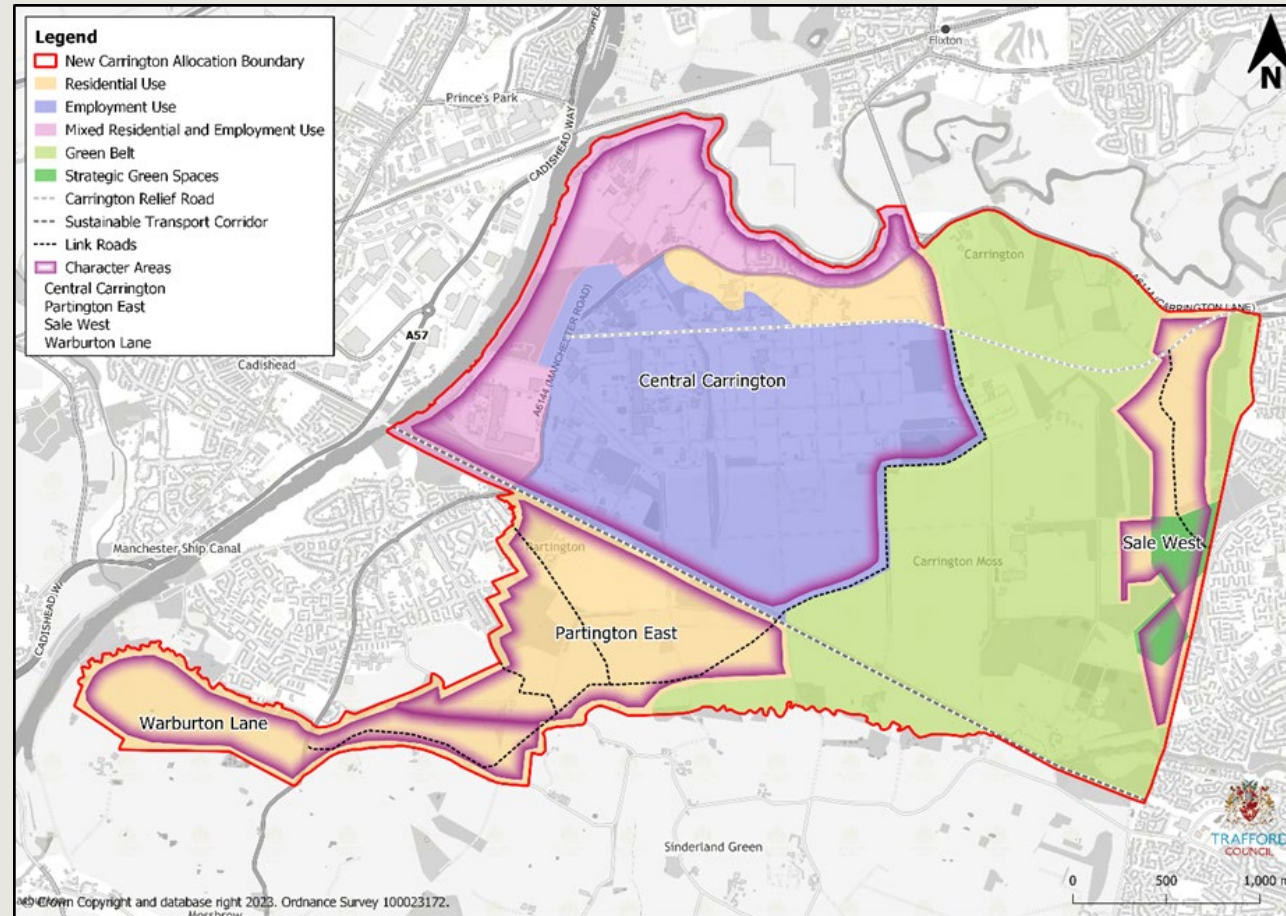 Legend
New Carrington Allocation Boundary
Residential Use
Employment Use
Mixed Residential and Employment Use
Green Belt
Strategic Green Spaces
Carrington Relief Road
Sustainable Transport Corridor
Link Roads
Character Areas
Central Carrington
Partington East
Sale West
Warburton Lane
Flixton
N
Prince's Park
CADISHEAD WAY
Carrington
A6144 (CARRINGTON LANE)
A57
A6144 (MANCHESTER ROAD)
Cadishead
Central Carrington
Manchester Ship Canal
Partington
Carrington Moss
Sale West
CADISHEAD W
Partington East
Warburton Lane
Sinderland Green
TRAFFORD
COUNCIL
0 500 1,000 m
© Crown Copyright and database right 2023. Ordnance Survey 100023172.
Mossbrow